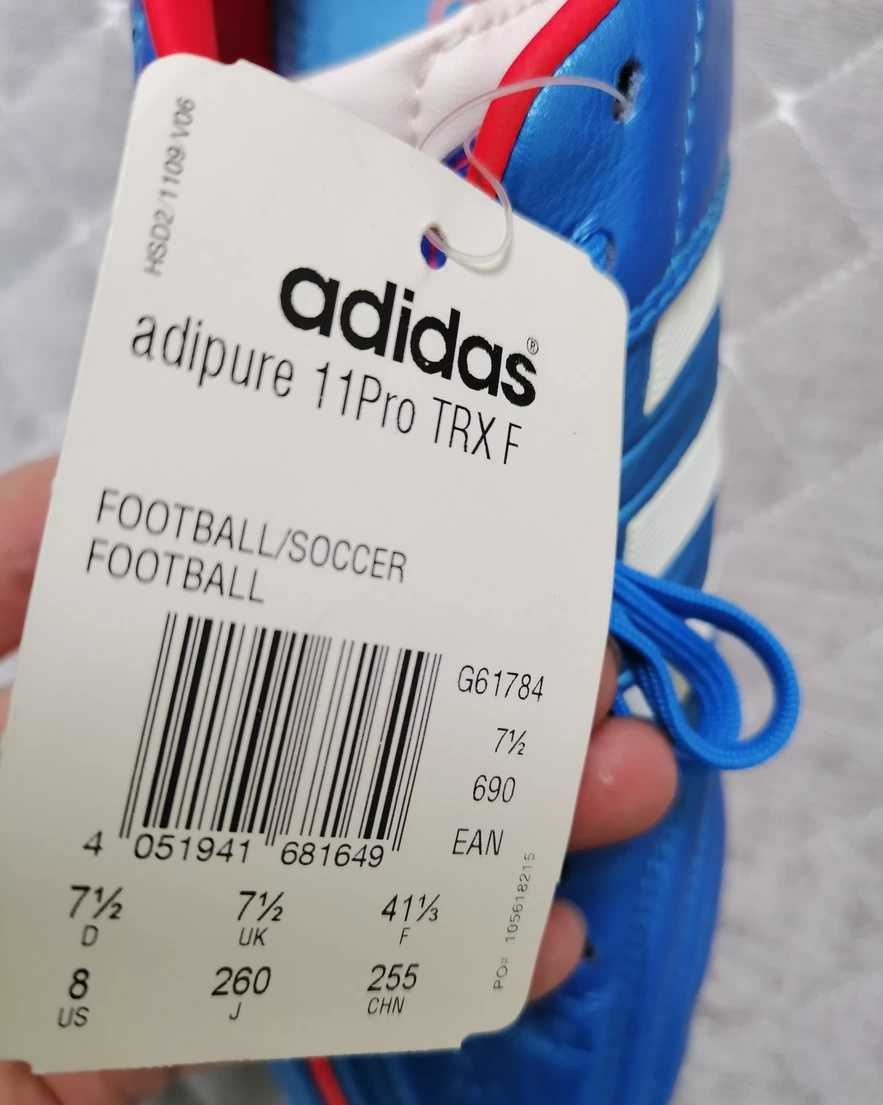 HSD2 1109 V06
adidas®
adipure 11Pro TRX F
FOOTBALL/SOCCER
FOOTBALL
G61784
7½
690
EAN
4 051941 681649
7½ 7½ 41⅓
D UK F
8 260 255
US J CHN
PO# 105618215